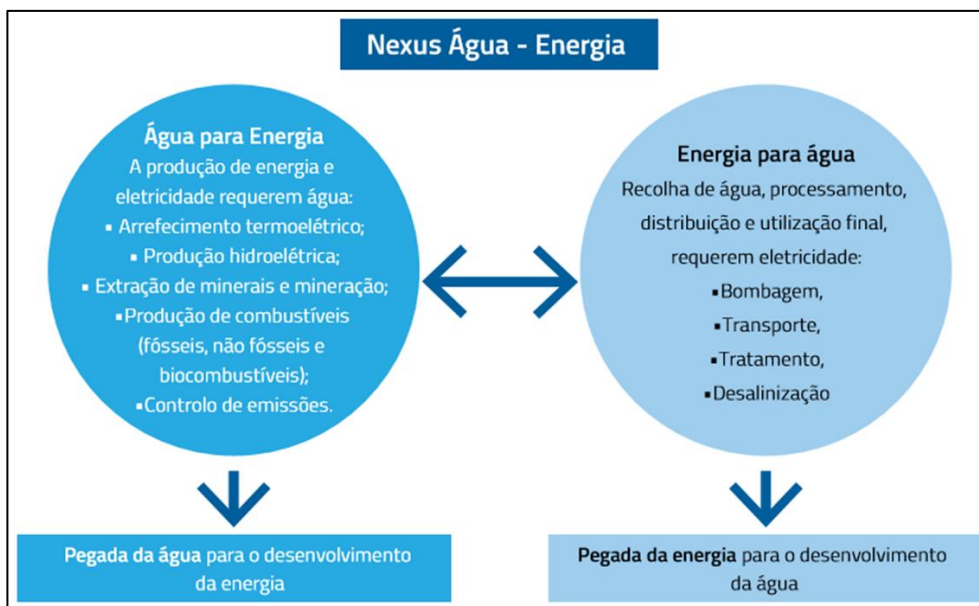 Nexus Água - Energia
Água para Energia
A produção de energia e
eletricidade requerem água:
▪ Arrefecimento termoelétrico;
▪ Produção hidroelétrica;
▪ Extração de minerais e mineração;
▪Produção de combustíveis
(fósseis, não fósseis e
biocombustíveis);
▪Controlo de emissões.
Energia para água
Recolha de água, processamento,
distribuição e utilização final,
requerem eletricidade:
▪Bombagem,
▪Transporte,
▪Tratamento,
▪Desalinização
Pegada da água para o desenvolvimento
da energia
Pegada da energia para o desenvolvimento
da água